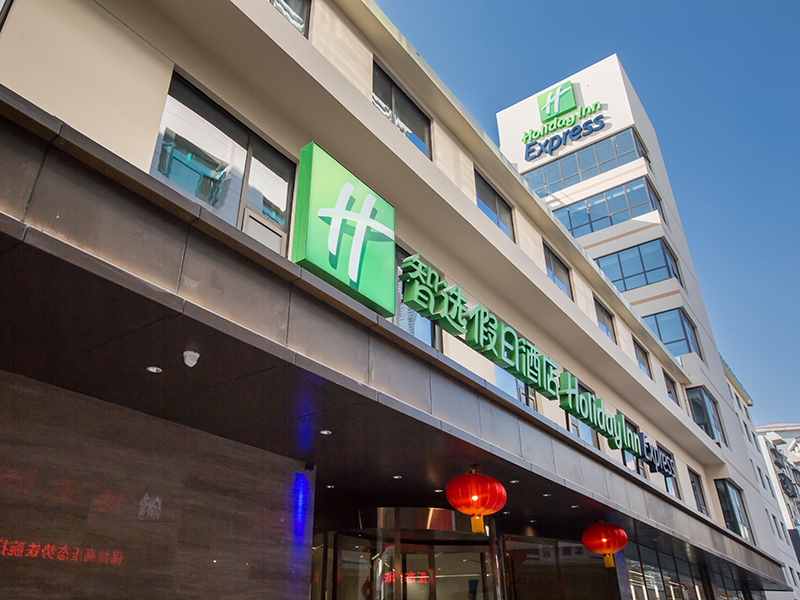 Holiday Inn
Express
智选假日酒店 Holiday Inn Express